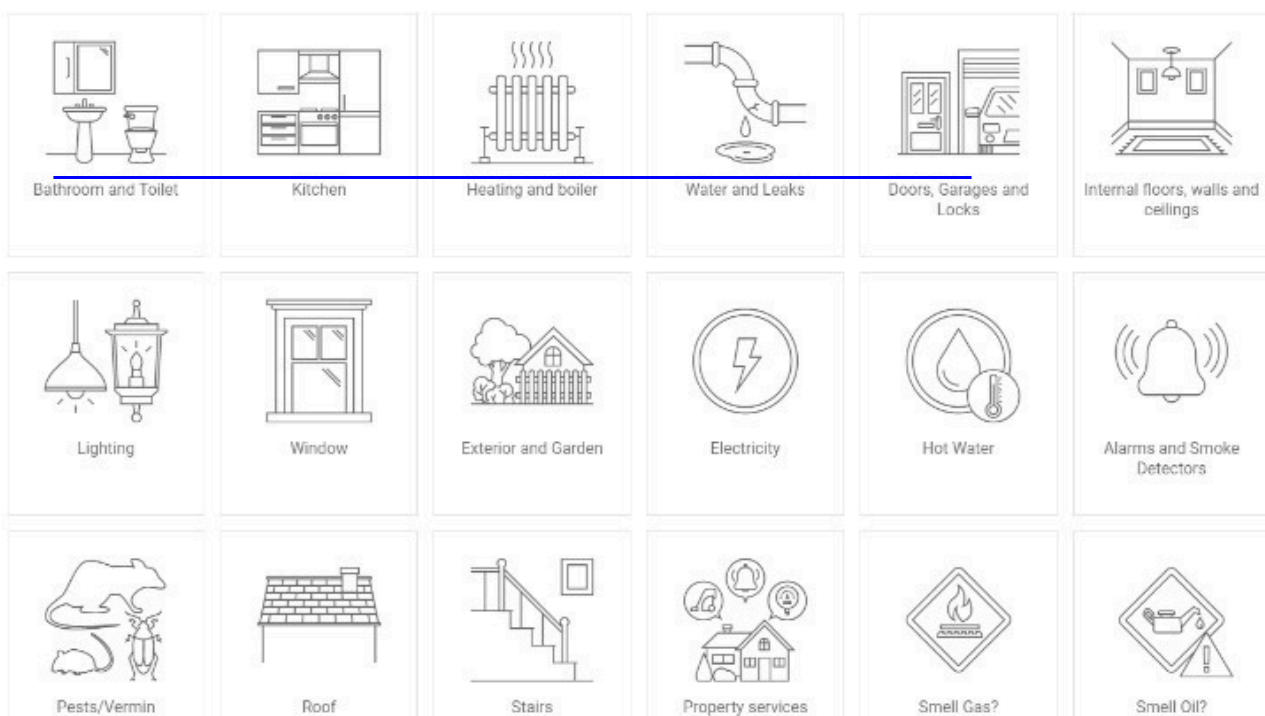 Bathroom and Toilet
Kitchen
Heating and boiler
Water and Leaks
Doors, Garages and
Locks
Internal floors, walls and
ceilings
Lighting
Window
Exterior and Garden
Electricity
Hot Water
Alarms and Smoke
Detectors
Pests/Vermin
Roof
Stairs
Property services
Smell Gas?
Smell Oil?